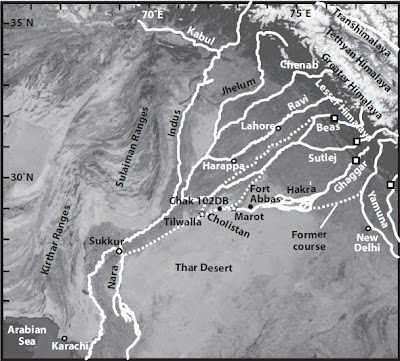 70˚E
75˚E
35˚N
Kabul
Transhimalaya
Tethyan Himalaya
Greater Himalaya
Lesser Himalaya
Chenab
Jhelum
Ravi
Indus
Sulaiman Ranges
Lahore
Beas
Harappa
Sutlej
30˚N
Fort
Abbas
Hakra
Ghaggar
Chak 102DB
Yamuna
Tilwalla
Cholistan
Marot
Former
course
Kirthar Ranges
Sukkur
New
Delhi
Nara
Thar Desert
Arabian
Sea
Karachi